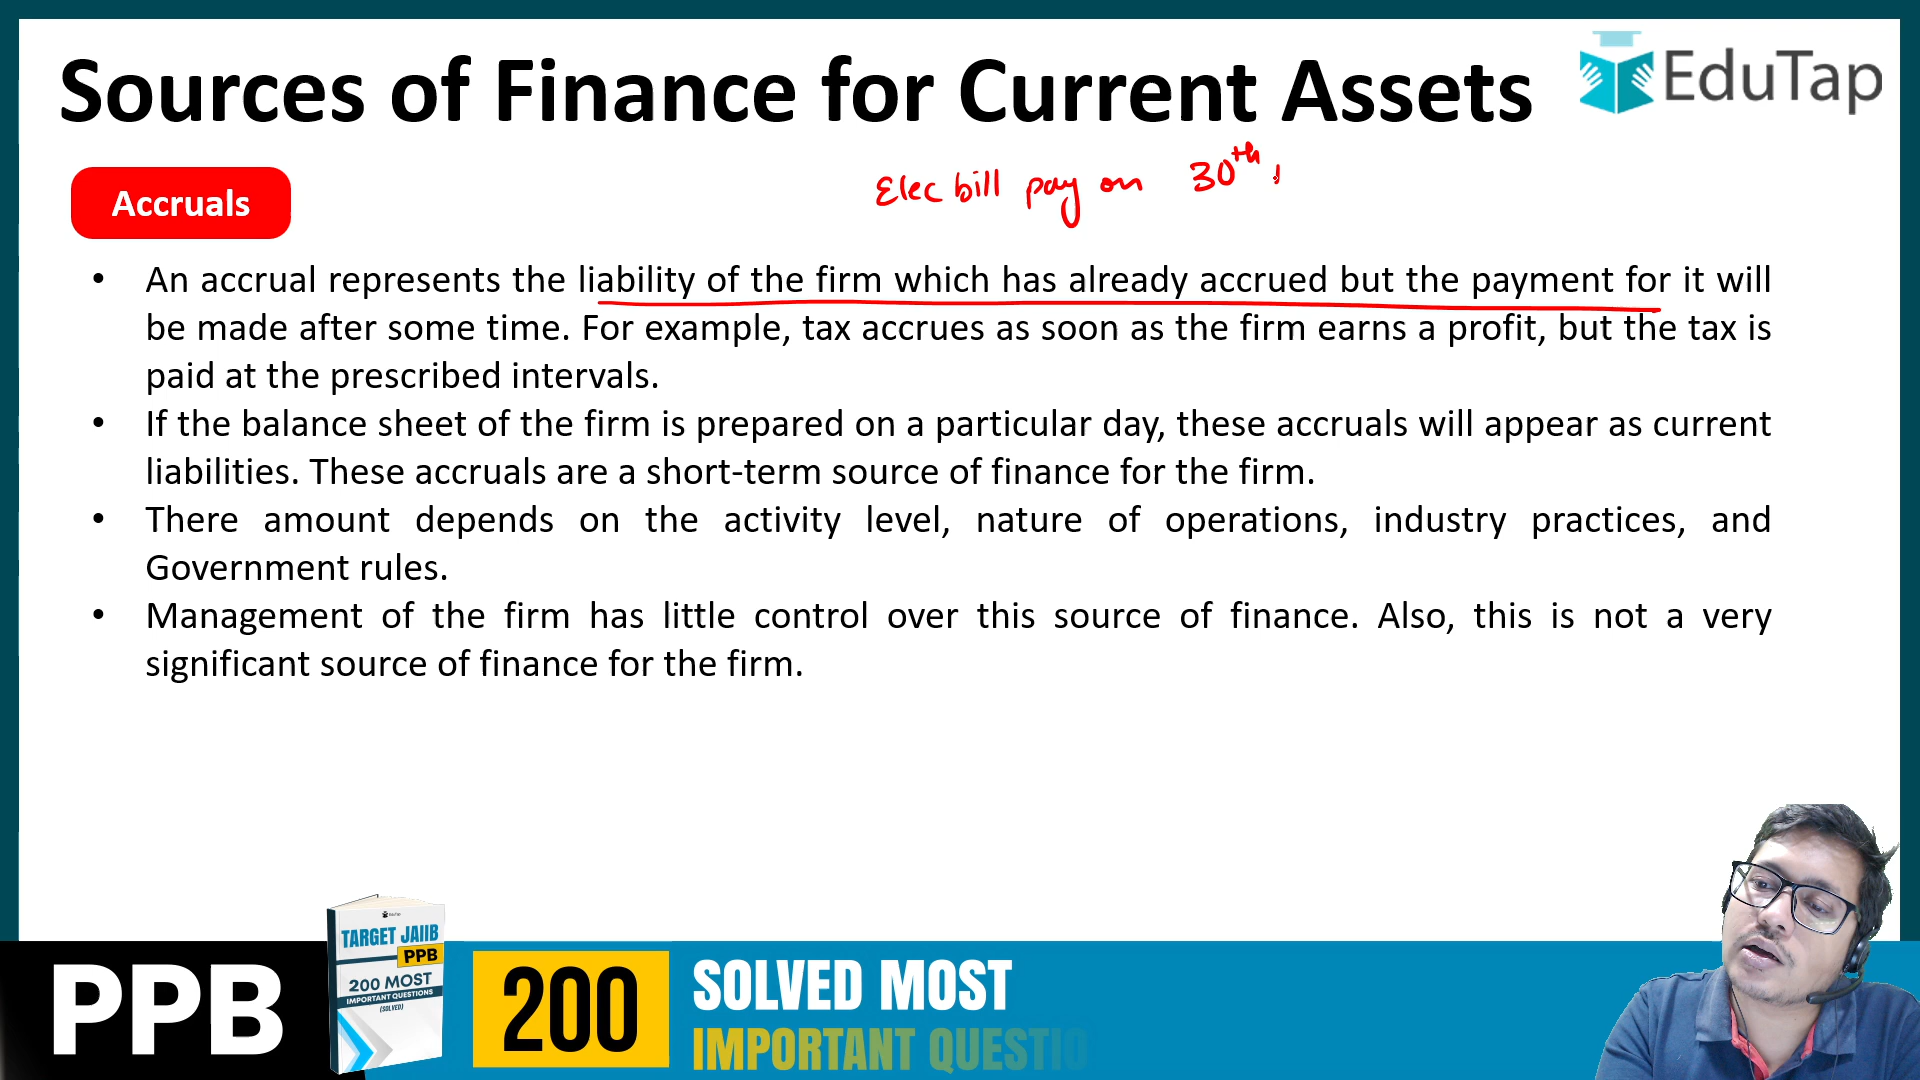 Sources of Finance for Current Assets
EduTap
Elec bill pay on 30th
Accruals
• An accrual represents the liability of the firm which has already accrued but the payment for it will
be made after some time. For example, tax accrues as soon as the firm earns a profit, but the tax is
paid at the prescribed intervals.
• If the balance sheet of the firm is prepared on a particular day, these accruals will appear as current
liabilities. These accruals are a short-term source of finance for the firm.
• There amount depends on the activity level, nature of operations, industry practices, and
Government rules.
• Management of the firm has little control over this source of finance. Also, this is not a very
significant source of finance for the firm.
PPB
TARGET JAIIB
PPB
200 MOST
IMPORTANT QUESTIONS
(SOLVED)
200
SOLVED MOST
IMPORTANT QUESTIO